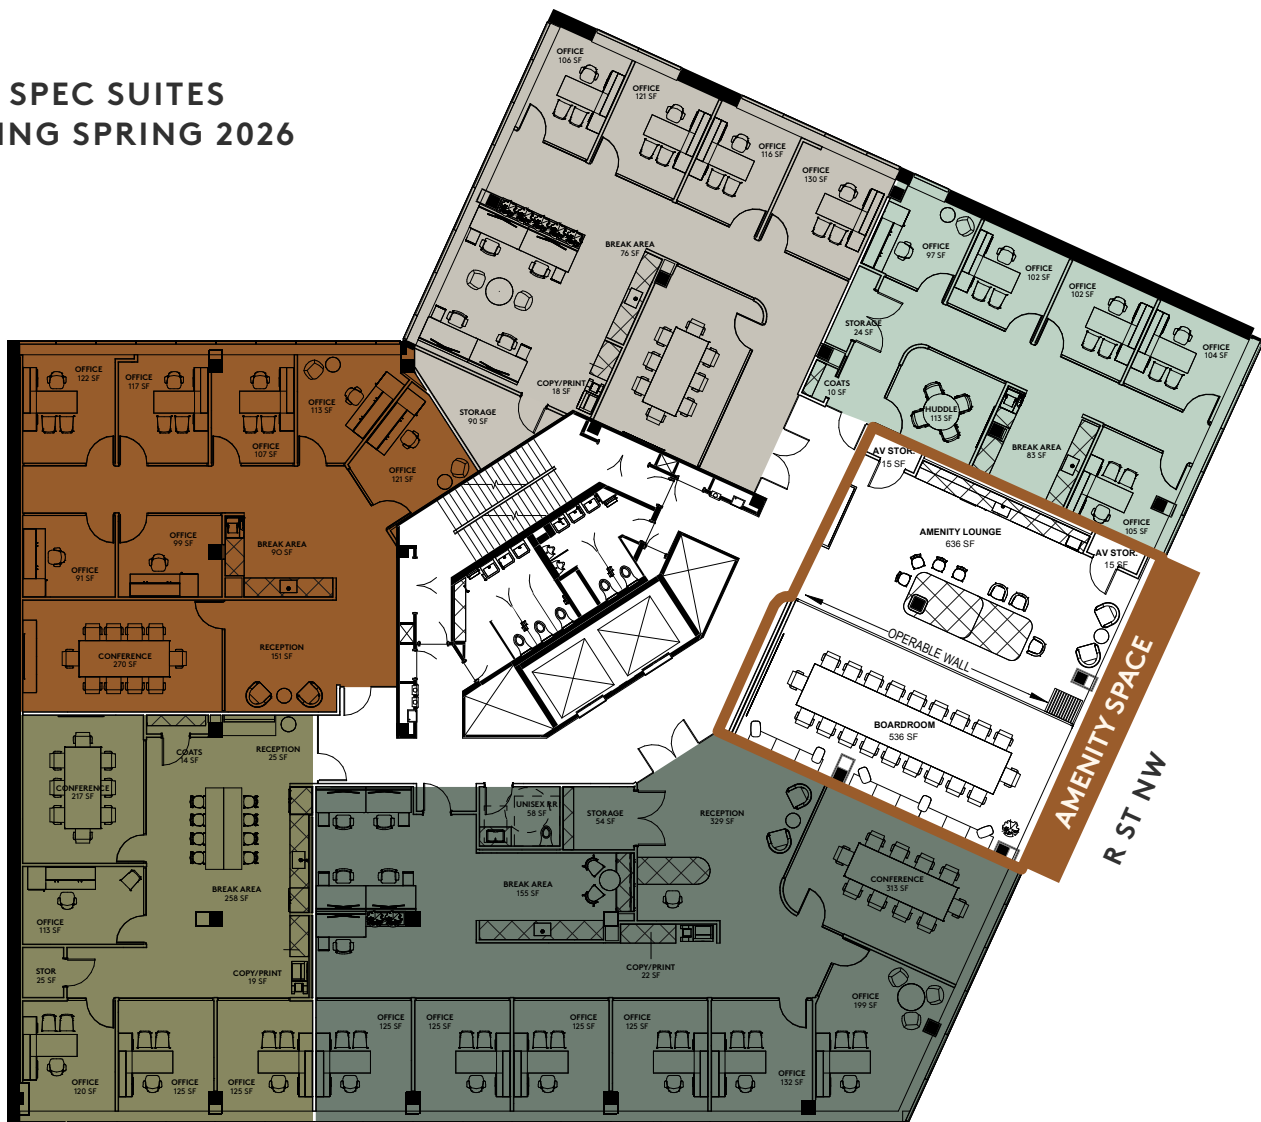 SPEC SUITES
ING SPRING 2026
OFFICE
106 SF
OFFICE
121 SF
OFFICE
116 SF
OFFICE
130 SF
BREAK AREA
76 SF
COPY/PRINT
18 SF
STORAGE
90 SF
OFFICE
97 SF
OFFICE
102 SF
OFFICE
102 SF
OFFICE
104 SF
STORAGE
24 SF
COATS
10 SF
HUDDLE
113 SF
BREAK AREA
83 SF
OFFICE
105 SF
OFFICE
122 SF
OFFICE
117 SF
OFFICE
107 SF
OFFICE
113 SF
OFFICE
121 SF
OFFICE
91 SF
OFFICE
99 SF
BREAK AREA
90 SF
CONFERENCE
270 SF
RECEPTION
151 SF
AV STOR.
15 SF
AMENITY LOUNGE
636 SF
AV STOR.
15 SF
OPERABLE WALL
BOARDROOM
536 SF
AMENITY SPACE
R ST NW
COATS
14 SF
RECEPTION
25 SF
CONFERENCE
217 SF
BREAK AREA
258 SF
OFFICE
113 SF
STOR
25 SF
COPY/PRINT
19 SF
OFFICE
120 SF
OFFICE
125 SF
OFFICE
125 SF
UNISEX RR
58 SF
STORAGE
54 SF
RECEPTION
329 SF
BREAK AREA
155 SF
CONFERENCE
313 SF
COPY/PRINT
22 SF
OFFICE
199 SF
OFFICE
125 SF
OFFICE
125 SF
OFFICE
125 SF
OFFICE
125 SF
OFFICE
132 SF